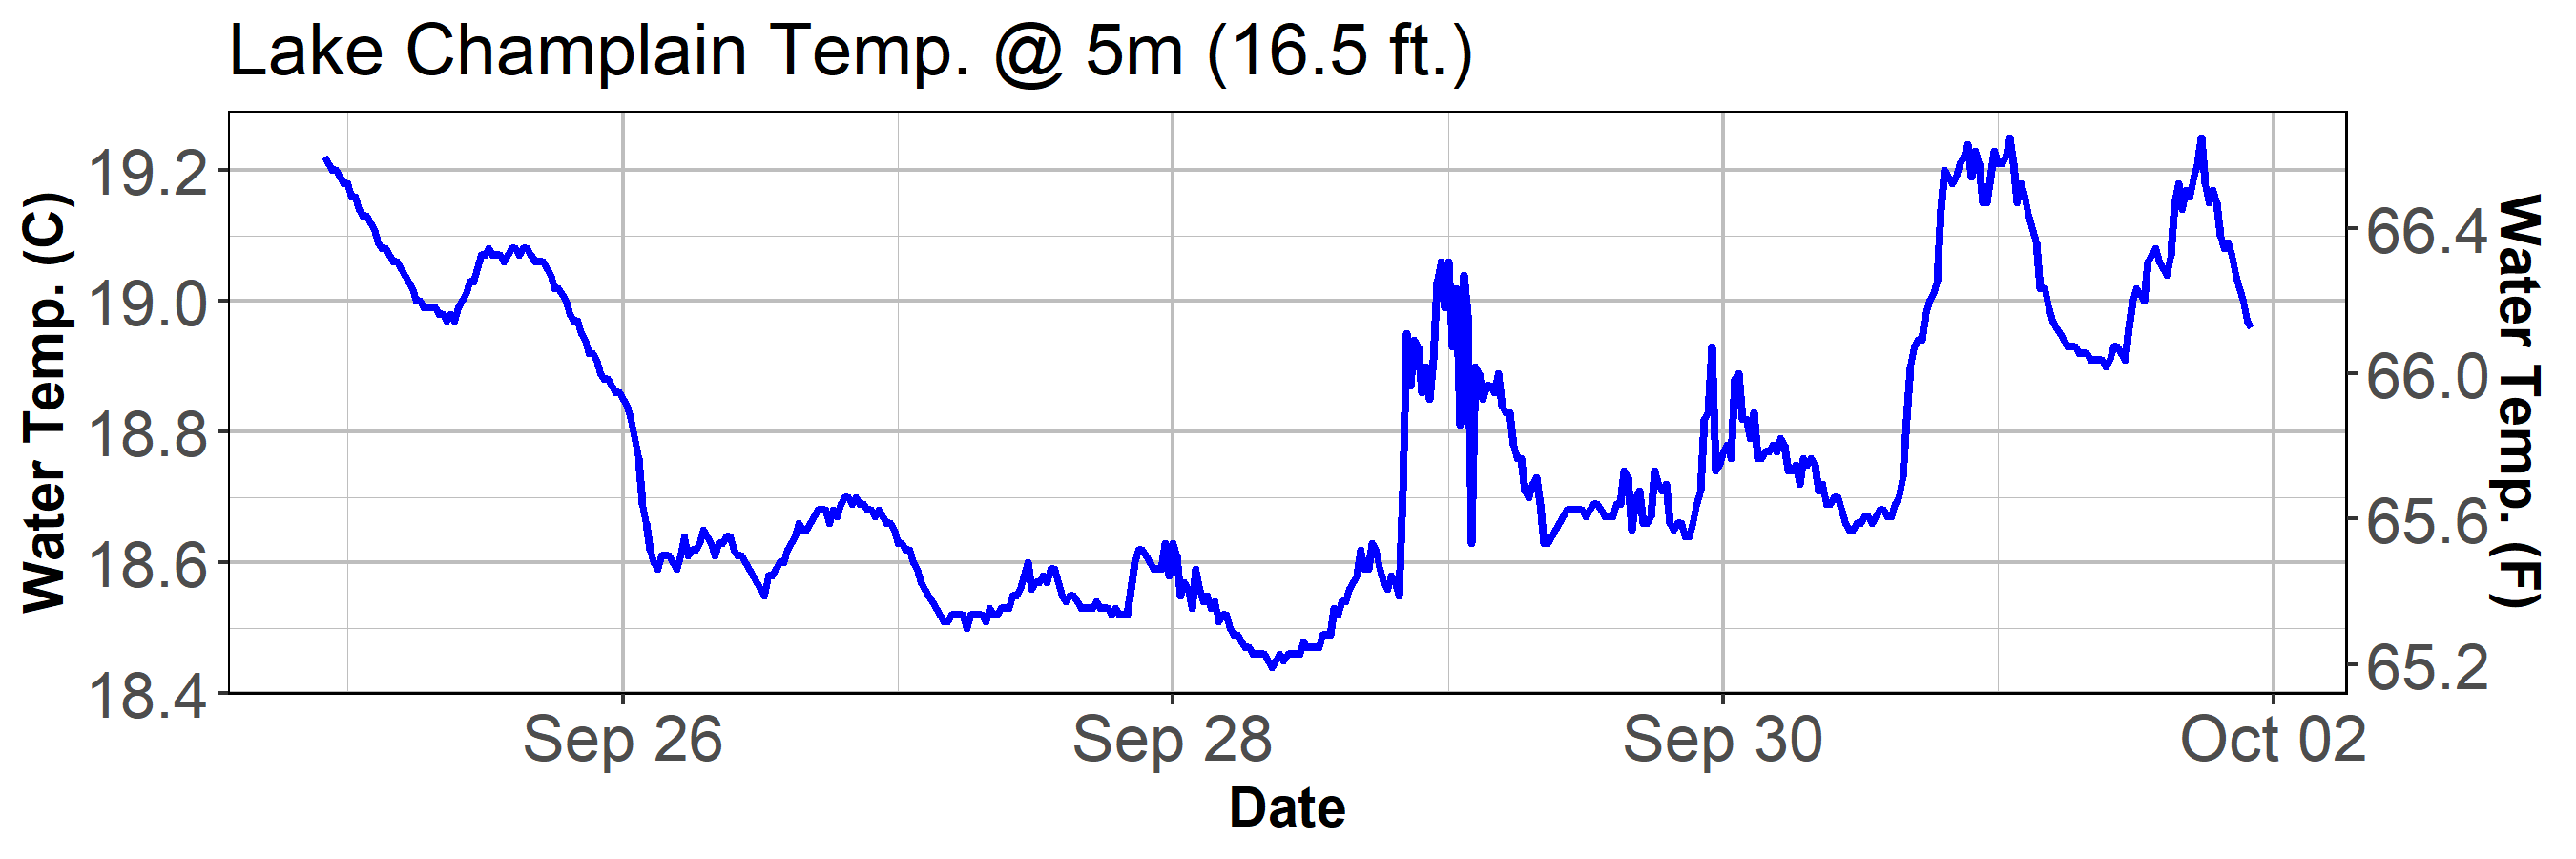 Lake Champlain Temp. @ 5m (16.5 ft.)
Water Temp. (C)
19.2
19.0
18.8
18.6
18.4
66.4
66.0
65.6
65.2
Water Temp. (F)
Sep 26 Sep 28 Sep 30 Oct 02
Date